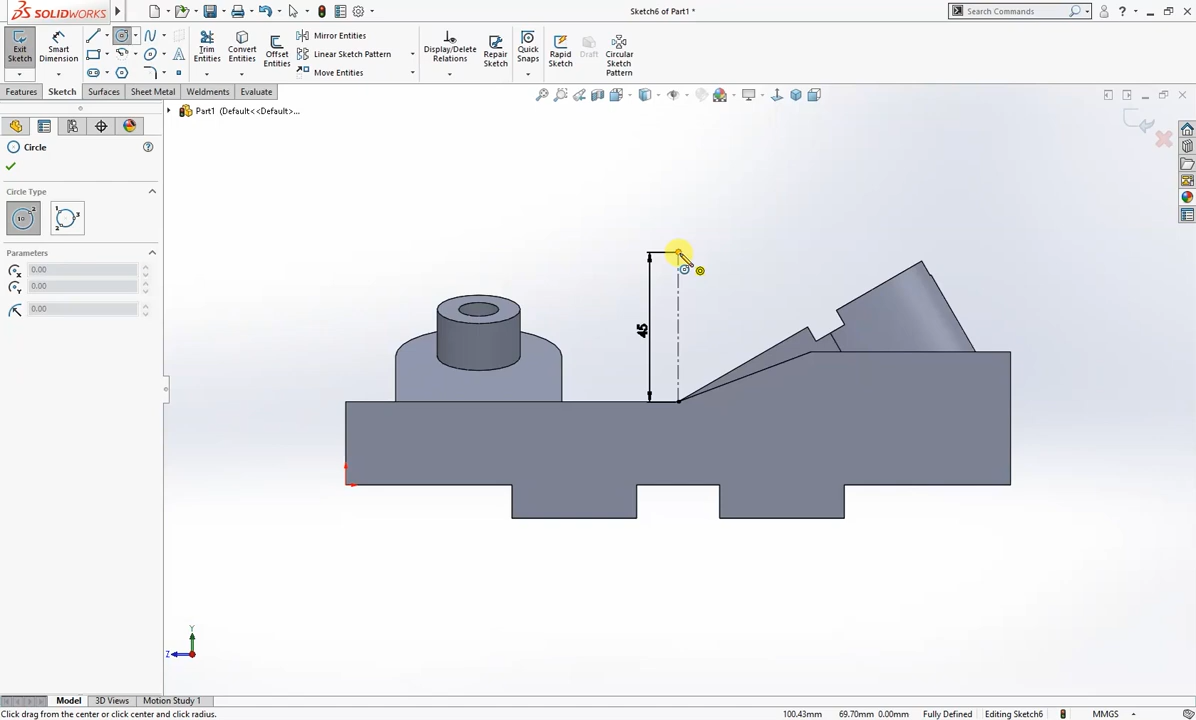 SOLIDWORKS
Sketch6 of Part1 *
Search Commands
?
Exit
Sketch
Smart
Dimension
Trim
Entities
Convert
Entities
Offset
Entities
Mirror Entities
Linear Sketch Pattern
Move Entities
Display/Delete
Relations
Repair
Sketch
Quick
Snaps
Rapid
Sketch
Draft
Circular
Sketch
Pattern
Features
Sketch
Surfaces
Sheet Metal
Weldments
Evaluate
Part1 (Default<<Default>...
Circle
?
Circle Type
Parameters
0.00
0.00
0.00
45
Y
Z
Model
3D Views
Motion Study 1
Click drag from the center or click center and click radius.
100.43mm
69.70mm 0.00mm
Fully Defined
Editing Sketch6
MMGS